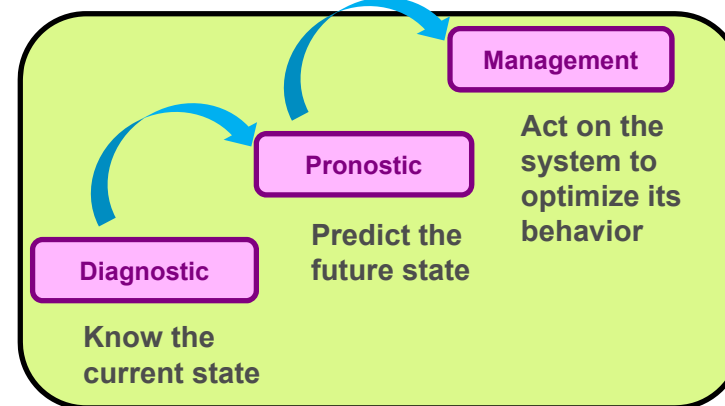 Management
Act on the
system to
optimize its
behavior
Pronostic
Predict the
future state
Diagnostic
Know the
current state